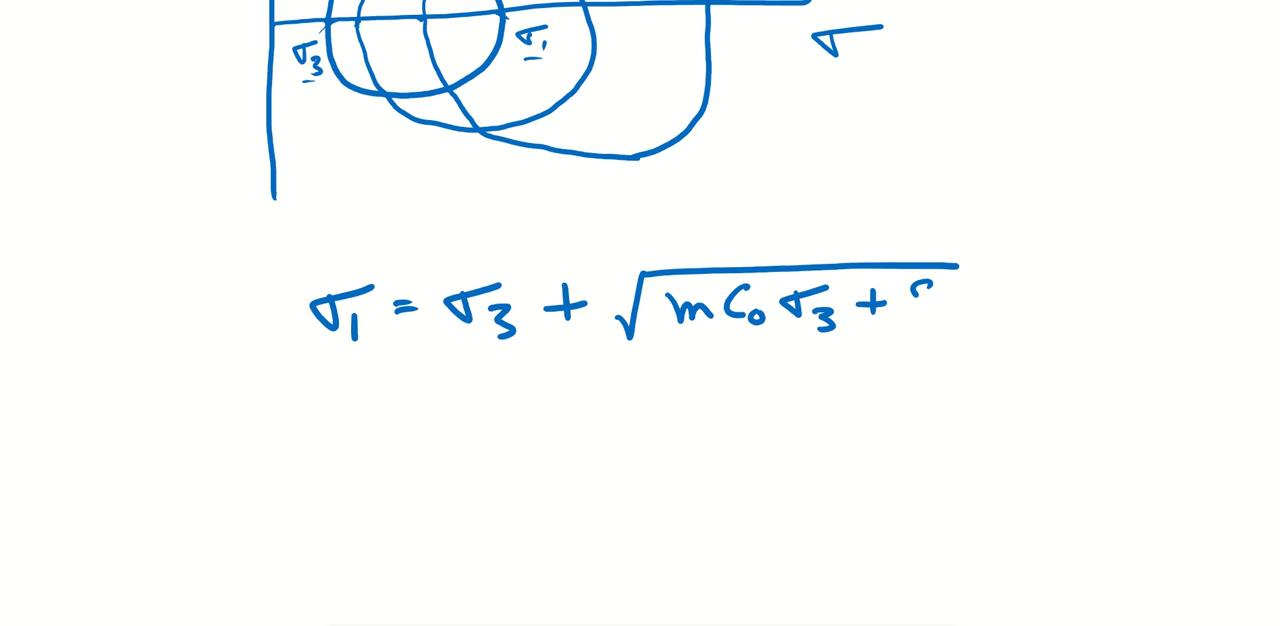 σ₃ σ₁ σ
σ₁ = σ₃ + √(m C₀ σ₃ +